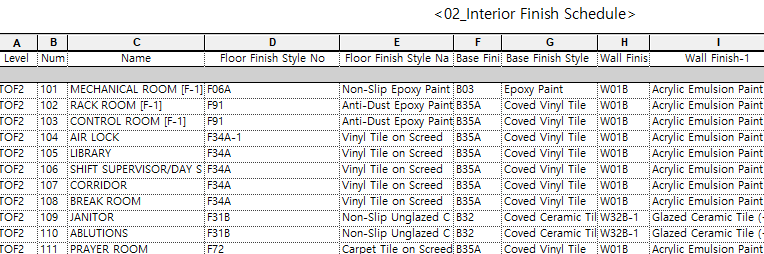 <02_Interior Finish Schedule>
A B C D E F G H I
Level Num Name Floor Finish Style No Floor Finish Style Na Base Fini Base Finish Style Wall Finis Wall Finish-1
TOF2 101 MECHANICAL ROOM [F-1] F06A Non-Slip Epoxy Paint B03 Epoxy Paint W01B Acrylic Emulsion Paint
TOF2 102 RACK ROOM [F-1] F91 Anti-Dust Epoxy Paint B35A Coved Vinyl Tile W01B Acrylic Emulsion Paint
TOF2 103 CONTROL ROOM [F-1] F91 Anti-Dust Epoxy Paint B35A Coved Vinyl Tile W01B Acrylic Emulsion Paint
TOF2 104 AIR LOCK F34A-1 Vinyl Tile on Screed B35A Coved Vinyl Tile W01B Acrylic Emulsion Paint
TOF2 105 LIBRARY F34A Vinyl Tile on Screed B35A Coved Vinyl Tile W01B Acrylic Emulsion Paint
TOF2 106 SHIFT SUPERVISOR/DAY S F34A Vinyl Tile on Screed B35A Coved Vinyl Tile W01B Acrylic Emulsion Paint
TOF2 107 CORRIDOR F34A Vinyl Tile on Screed B35A Coved Vinyl Tile W01B Acrylic Emulsion Paint
TOF2 108 BREAK ROOM F34A Vinyl Tile on Screed B35A Coved Vinyl Tile W01B Acrylic Emulsion Paint
TOF2 109 JANITOR F31B Non-Slip Unglazed C B32 Coved Ceramic Til W32B-1 Glazed Ceramic Tile (-
TOF2 110 ABLUTIONS F31B Non-Slip Unglazed C B32 Coved Ceramic Til W32B-1 Glazed Ceramic Tile (-
TOF2 111 PRAYER ROOM F72 Carpet Tile on Screed B35A Coved Vinyl Tile W01B Acrylic Emulsion Paint